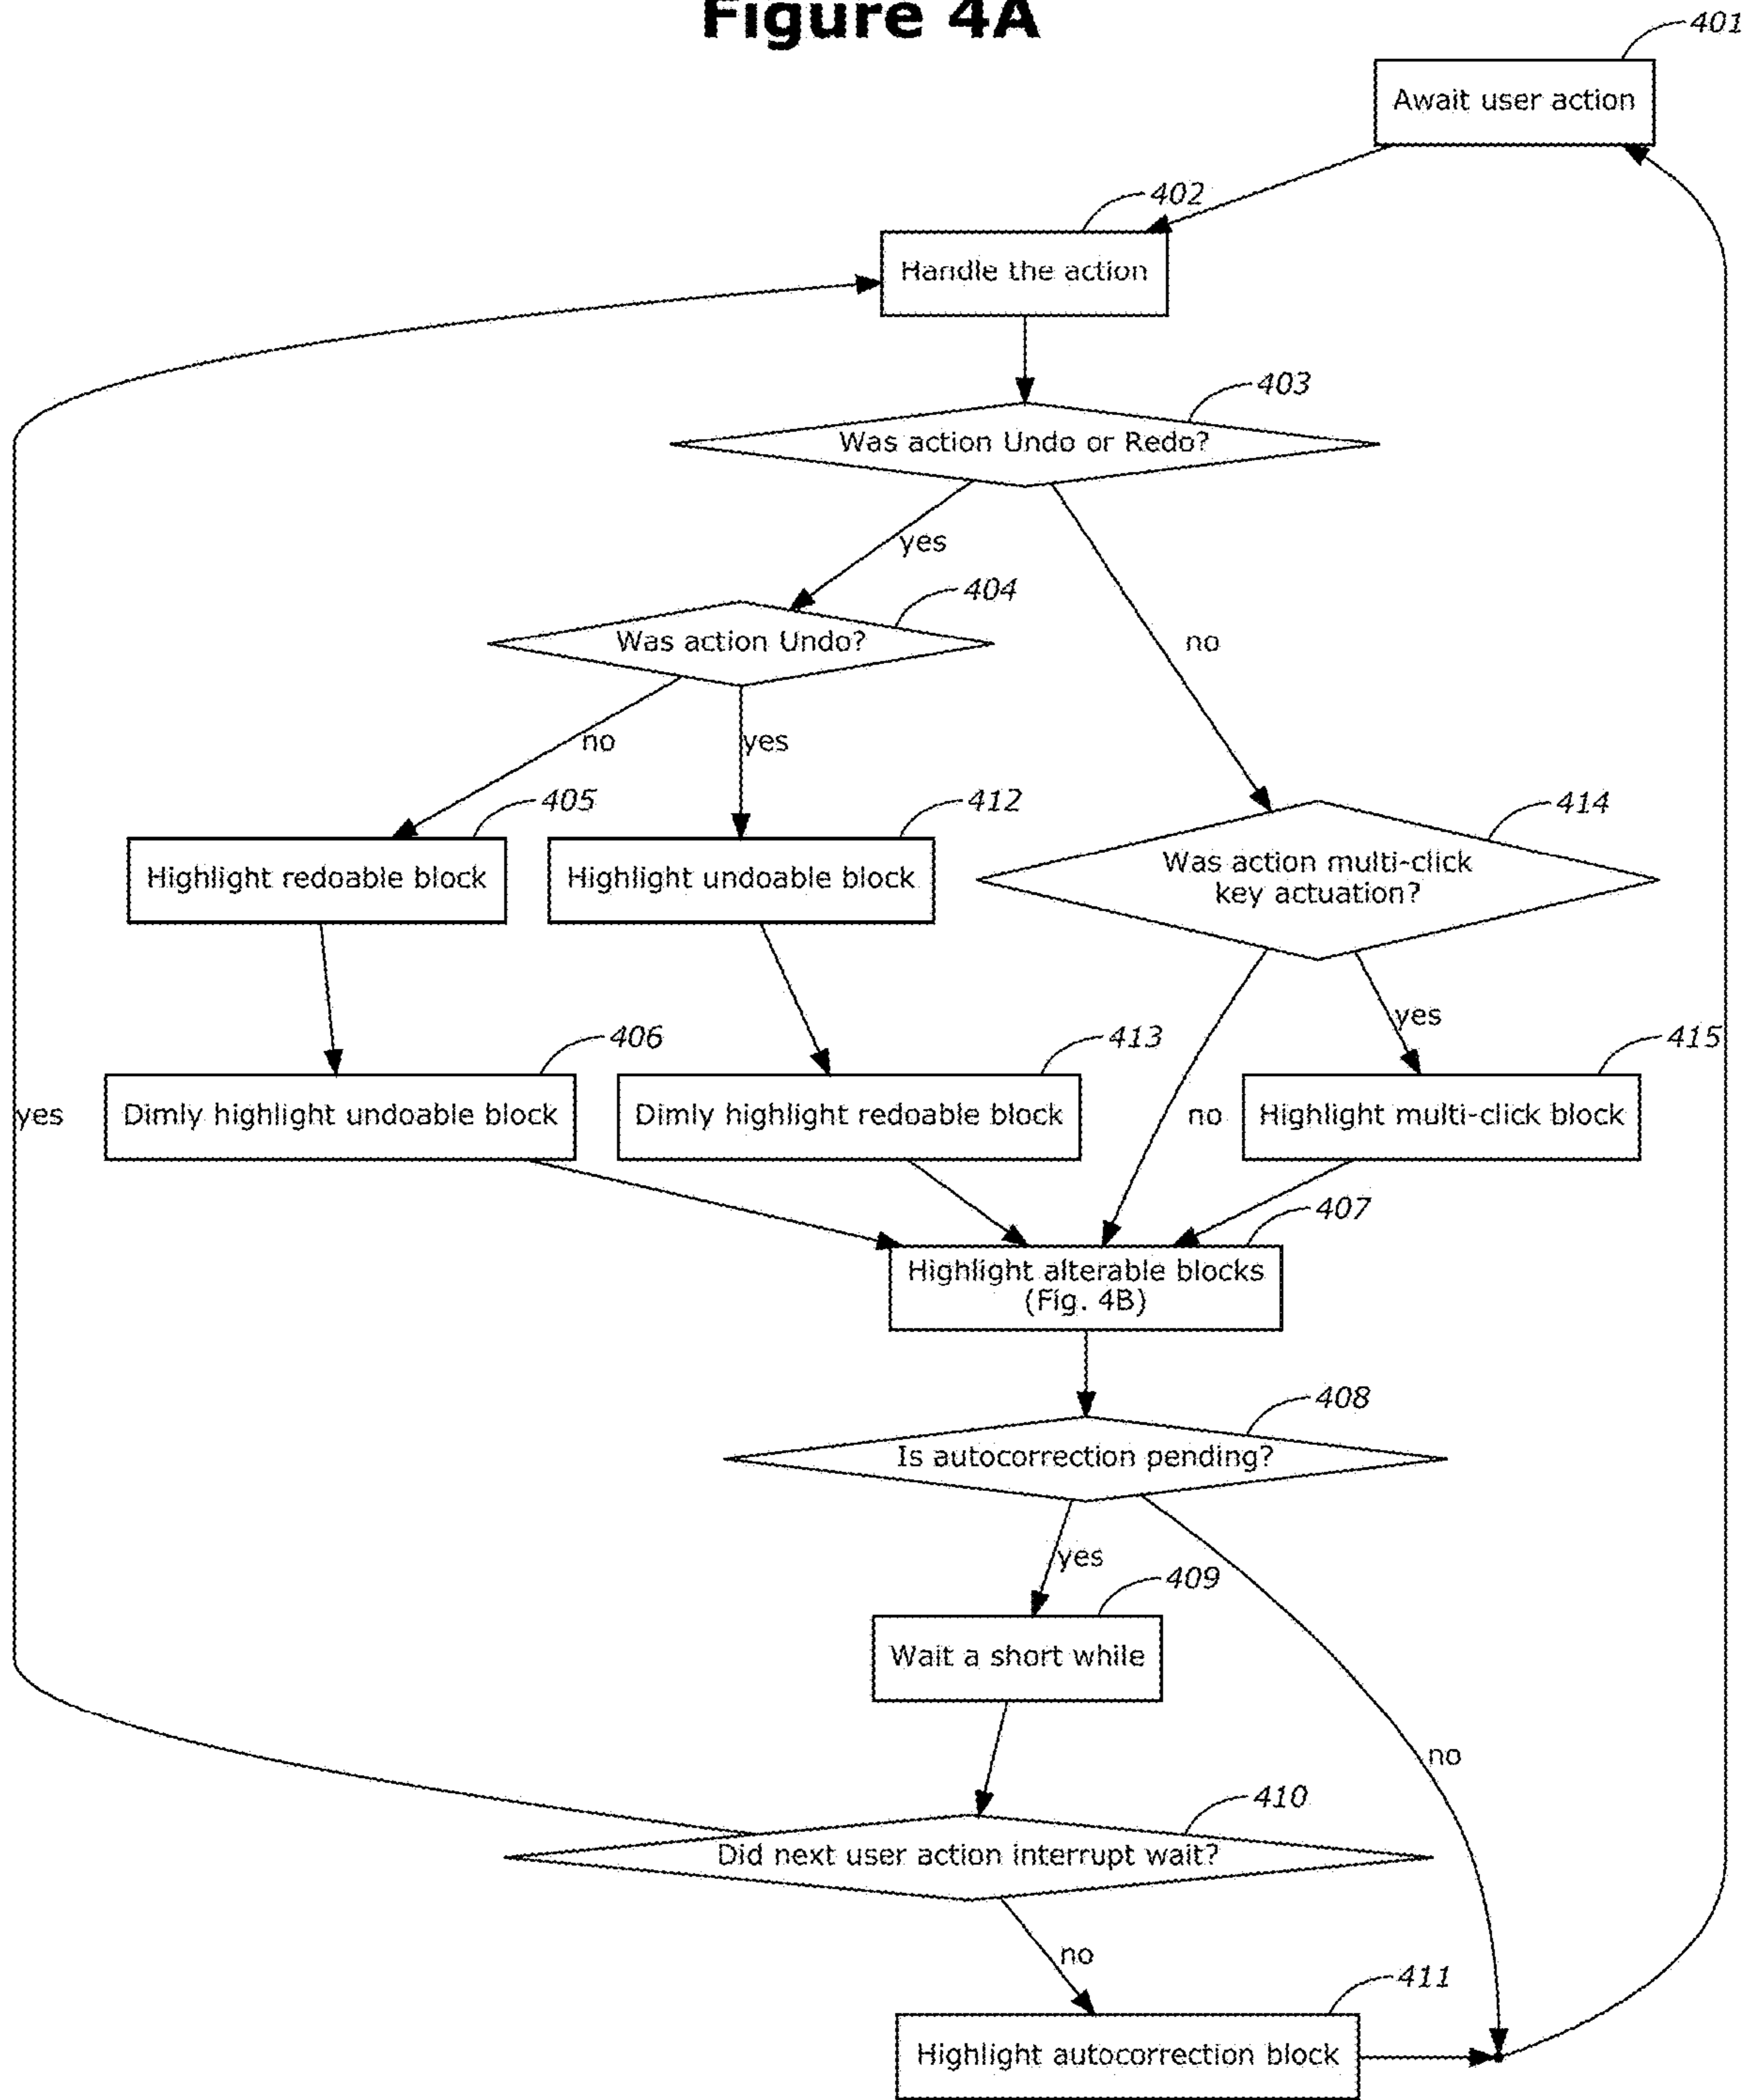 Figure 4A
401
Await user action
402
Handle the action
403
Was action Undo or Redo?
yes
404
no
Was action Undo?
no
yes
405
412
414
Highlight redoable block
Highlight undoable block
Was action multi-click
key actuation?
yes
406
413
415
yes
Dimly highlight undoable block
Dimly highlight redoable block
no
Highlight multi-click block
407
Highlight alterable blocks
(Fig. 4B)
408
Is autocorrection pending?
yes
409
Wait a short while
no
410
Did next user action interrupt wait?
no
411
Highlight autocorrection block